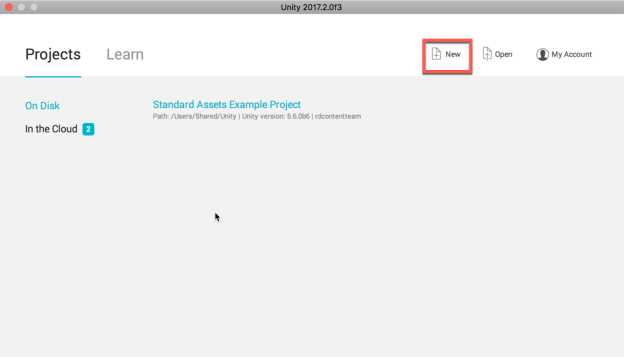 Unity 2017.2.0f3
Projects
Learn
New
Open
My Account
On Disk
In the Cloud 2
Standard Assets Example Project
Path: /Users/Shared/Unity | Unity version: 5.6.0b6 | rdcontentteam